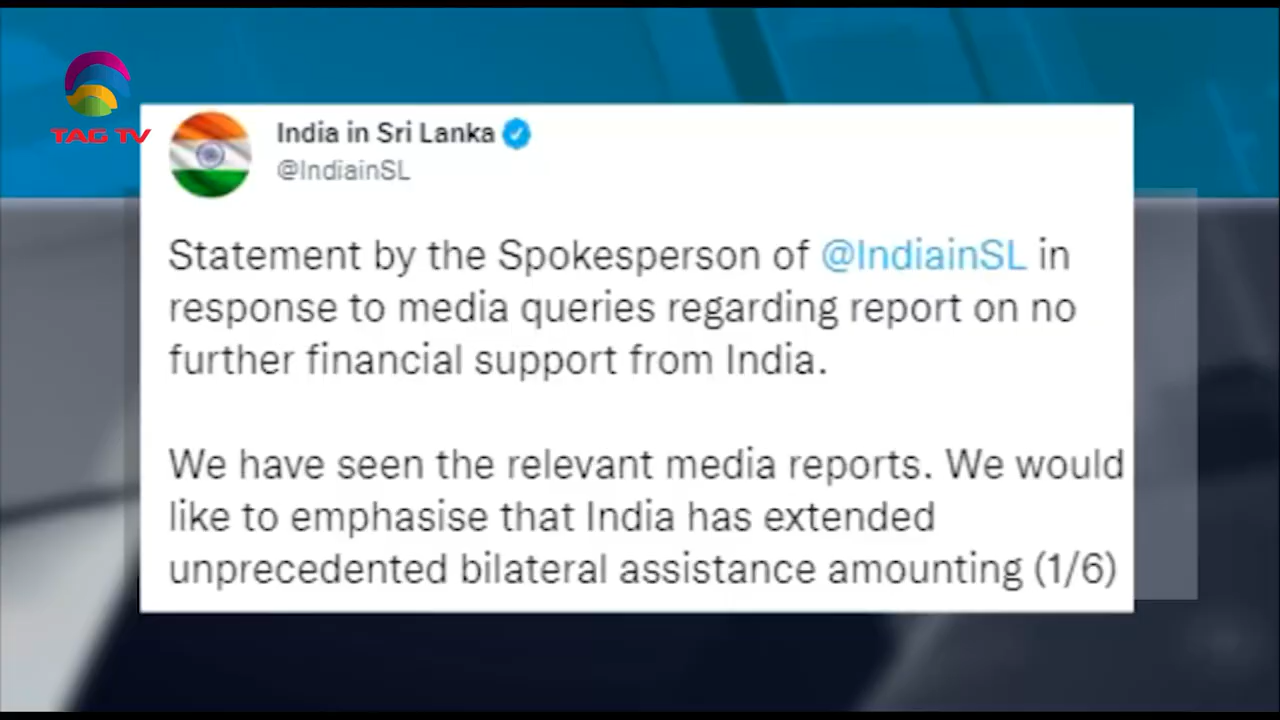 TAG TV
India in Sri Lanka
@IndiainSL
Statement by the Spokesperson of @IndiainSL in
response to media queries regarding report on no
further financial support from India.
We have seen the relevant media reports. We would
like to emphasise that India has extended
unprecedented bilateral assistance amounting (1/6)